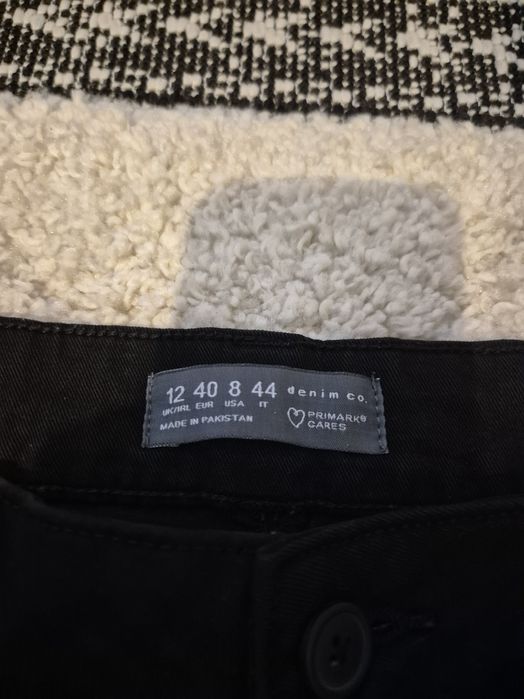 12 40 8 44 denim co.
UK/IRL EUR USA IT
MADE IN PAKISTAN
PRIMARK®
CARES